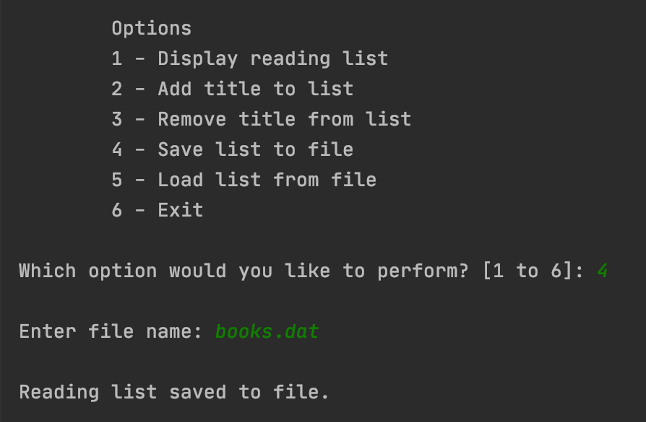 Options
1 - Display reading list
2 - Add title to list
3 - Remove title from list
4 - Save list to file
5 - Load list from file
6 - Exit
Which option would you like to perform? [1 to 6]: 4
Enter file name: books.dat
Reading list saved to file.